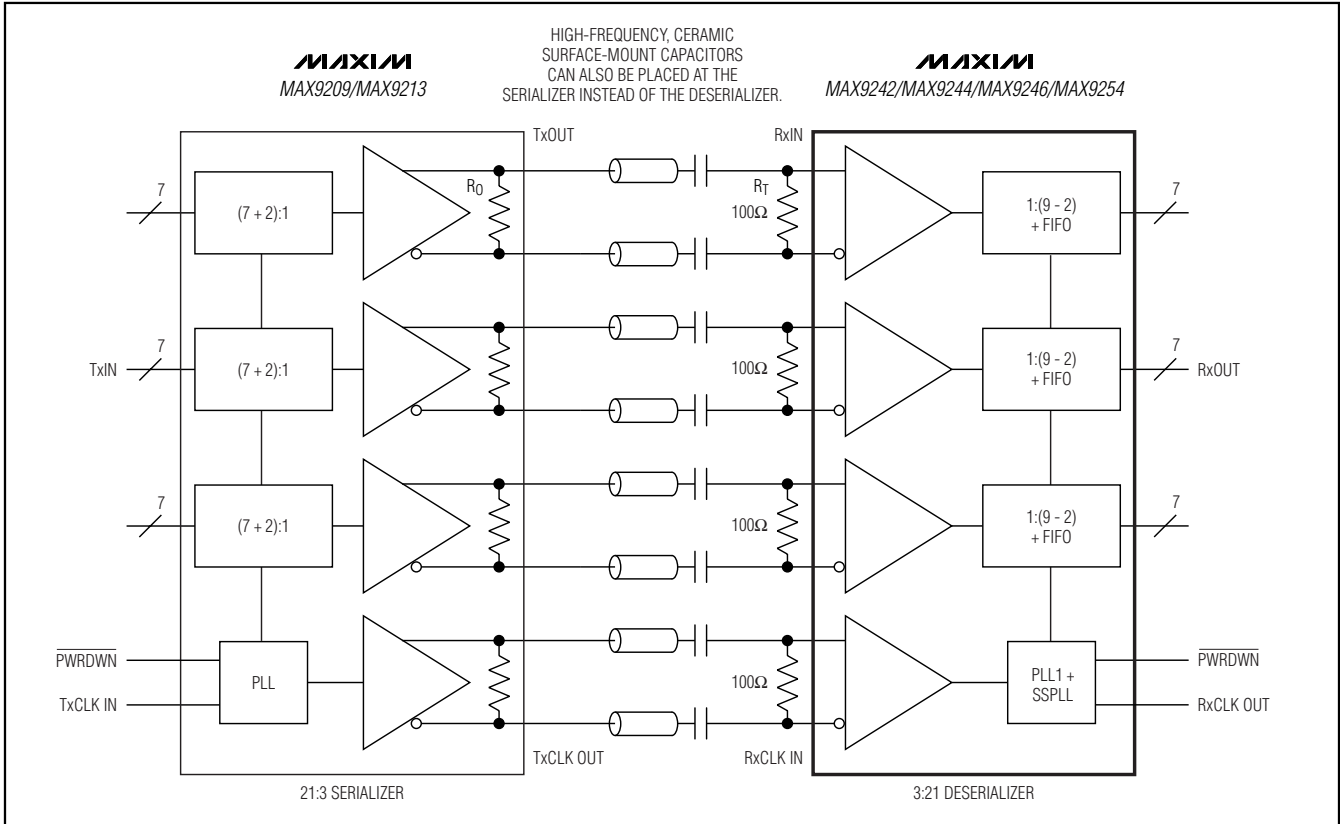 HIGH-FREQUENCY, CERAMIC
SURFACE-MOUNT CAPACITORS
CAN ALSO BE PLACED AT THE
SERIALIZER INSTEAD OF THE DESERIALIZER.
MAXIM
MAX9209/MAX9213
MAXIM
MAX9242/MAX9244/MAX9246/MAX9254
TxOUT
RxIN
7
(7 + 2):1
RO
RT
100Ω
1:(9 - 2)
+ FIFO
7
TxIN
7
(7 + 2):1
100Ω
1:(9 - 2)
+ FIFO
7
RxOUT
7
(7 + 2):1
100Ω
1:(9 - 2)
+ FIFO
7
PWRDWN
TxCLK IN
PLL
100Ω
PLL1 +
SSPLL
PWRDWN
RxCLK OUT
TxCLK OUT
RxCLK IN
21:3 SERIALIZER
3:21 DESERIALIZER